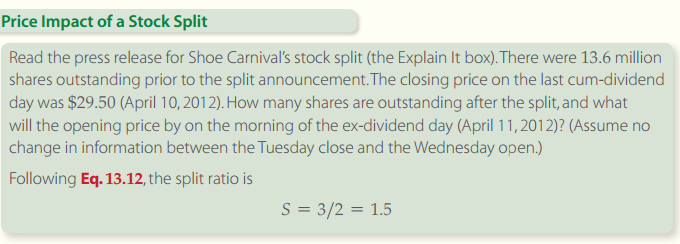 Price Impact of a Stock Split
Read the press release for Shoe Carnival's stock split (the Explain It box). There were 13.6 million
shares outstanding prior to the split announcement. The closing price on the last cum-dividend
day was $29.50 (April 10, 2012). How many shares are outstanding after the split, and what
will the opening price by on the morning of the ex-dividend day (April 11, 2012)? (Assume no
change in information between the Tuesday close and the Wednesday open.)
Following Eq. 13.12, the split ratio is
S = 3/2 = 1.5